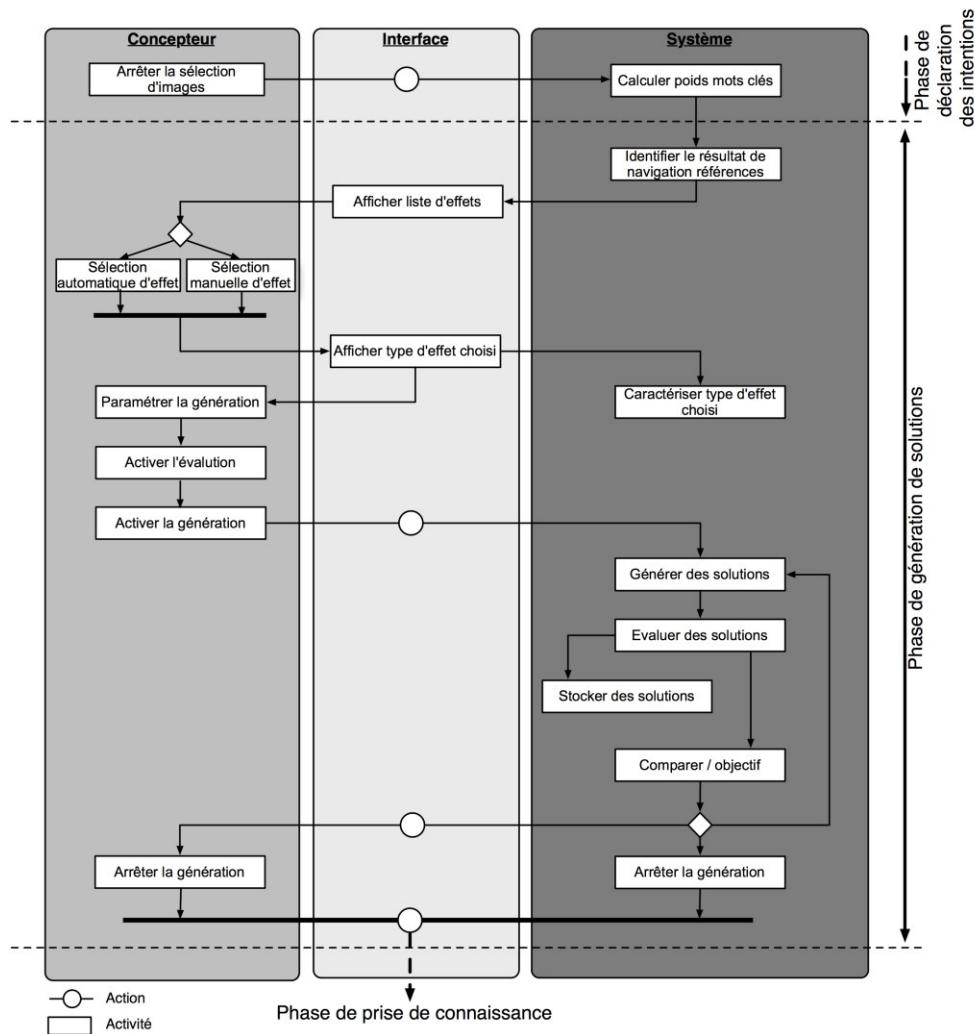 Concepteur
Interface
Système
Phase de
déclaration
des intentions
Arrêter la sélection
d'images
Calculer poids mots clés
Identifier le résultat de
navigation références
Afficher liste d'effets
Sélection
automatique d'effet
Sélection
manuelle d'effet
Afficher type d'effet choisi
Paramétrer la génération
Caractériser type d'effet
choisi
Activer l'évaluation
Activer la génération
Générer des solutions
Evaluer des solutions
Stocker des solutions
Comparer / objectif
Arrêter la génération
Arrêter la génération
Phase de génération de solutions
Action
Activité
Phase de prise de connaissance